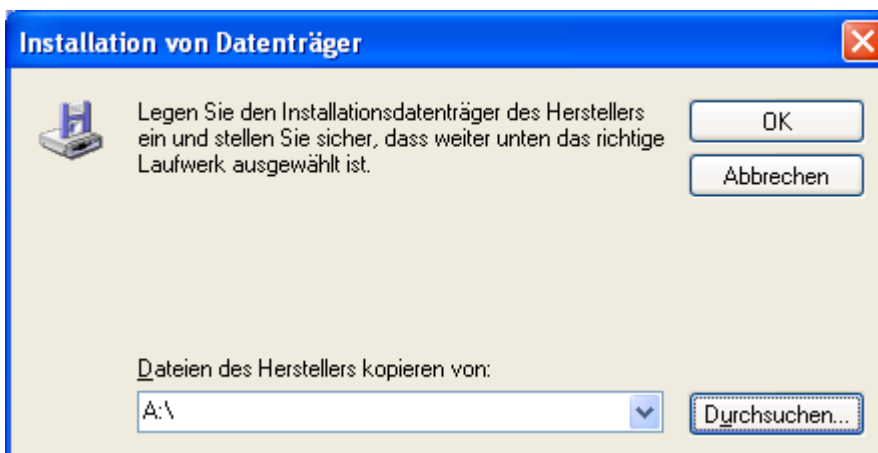 Installation von Datenträger
Legen Sie den Installationsdatenträger des Herstellers
ein und stellen Sie sicher, dass weiter unten das richtige
Laufwerk ausgewählt ist.
OK
Abbrechen
Dateien des Herstellers kopieren von:
A:\
Durchsuchen...